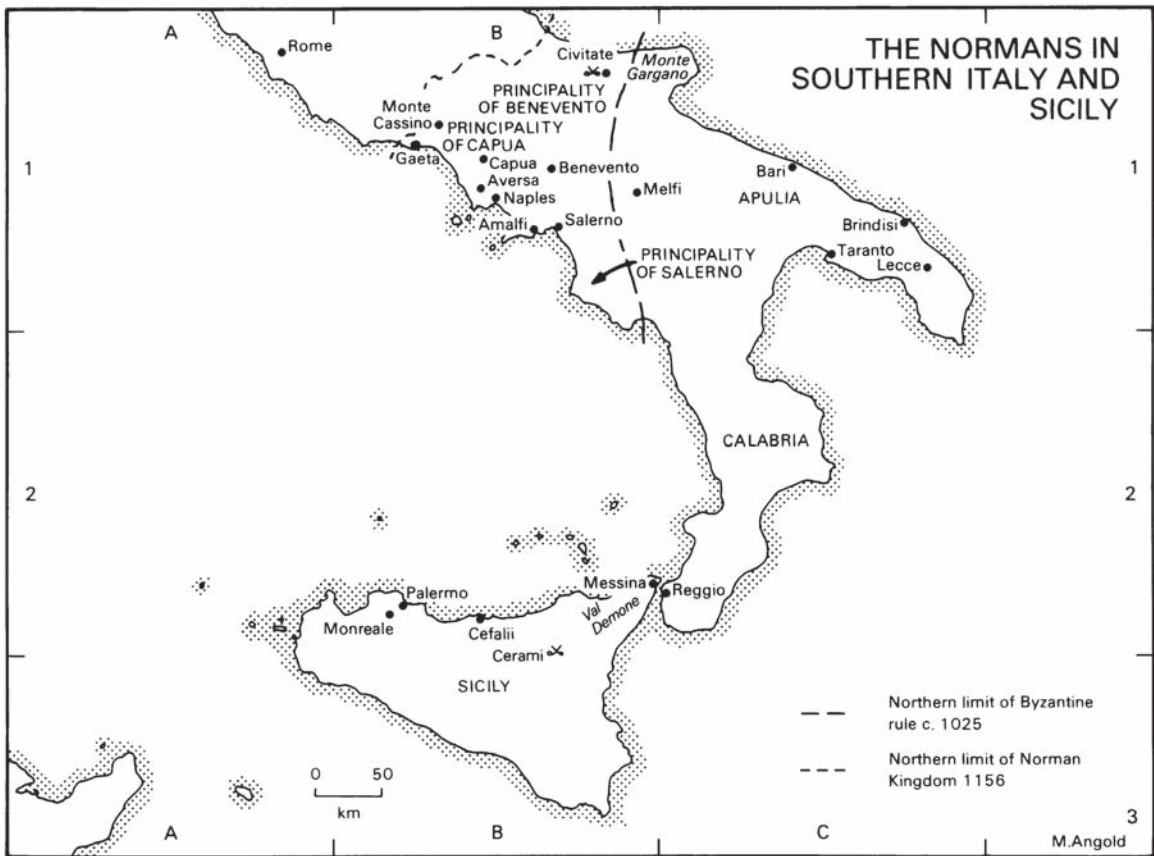 A
B
THE NORMANS IN
SOUTHERN ITALY AND
SICILY
Rome
Civitate
Monte
Gargano
PRINCIPALITY
OF BENEVENTO
Monte
Cassino
PRINCIPALITY
OF CAPUA
Gaeta
1
Capua
Benevento
Bari
1
Aversa
Melfi
APULIA
Naples
Amalfi
Salerno
Brindisi
PRINCIPALITY
OF SALERNO
Taranto
Lecce
CALABRIA
2
2
Messina
Reggio
Palermo
Val
Demone
Monreale
Cefalii
Cerami
SICILY
Northern limit of Byzantine
rule c. 1025
Northern limit of Norman
Kingdom 1156
0 50
km
A
B
C
3
M.Angold